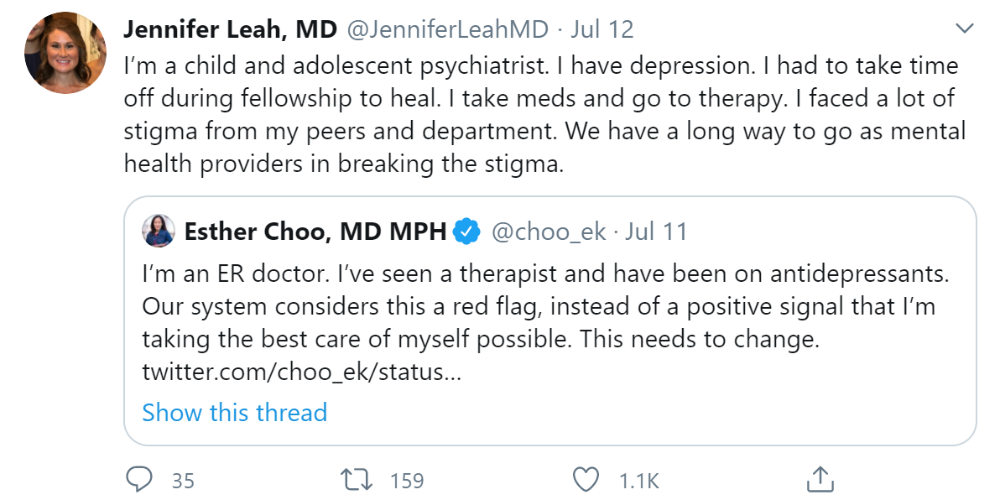 Jennifer Leah, MD @JenniferLeahMD · Jul 12
I’m a child and adolescent psychiatrist. I have depression. I had to take time
off during fellowship to heal. I take meds and go to therapy. I faced a lot of
stigma from my peers and department. We have a long way to go as mental
health providers in breaking the stigma.
Esther Choo, MD MPH @choo_ek · Jul 11
I’m an ER doctor. I’ve seen a therapist and have been on antidepressants.
Our system considers this a red flag, instead of a positive signal that I’m
taking the best care of myself possible. This needs to change.
twitter.com/choo_ek/status...
Show this thread
35 159 1.1K